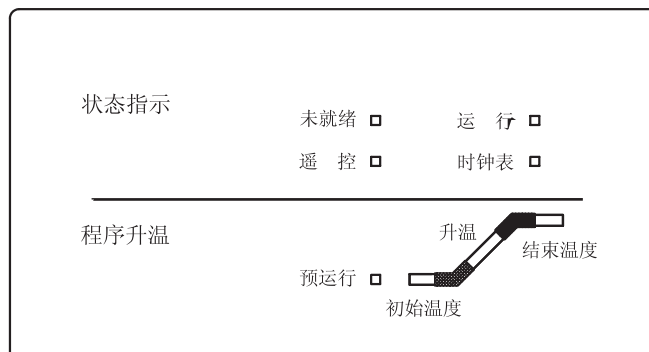 状态指示
未就绪 运 行
遥 控 时钟表
程序升温
升温
结束温度
预运行
初始温度